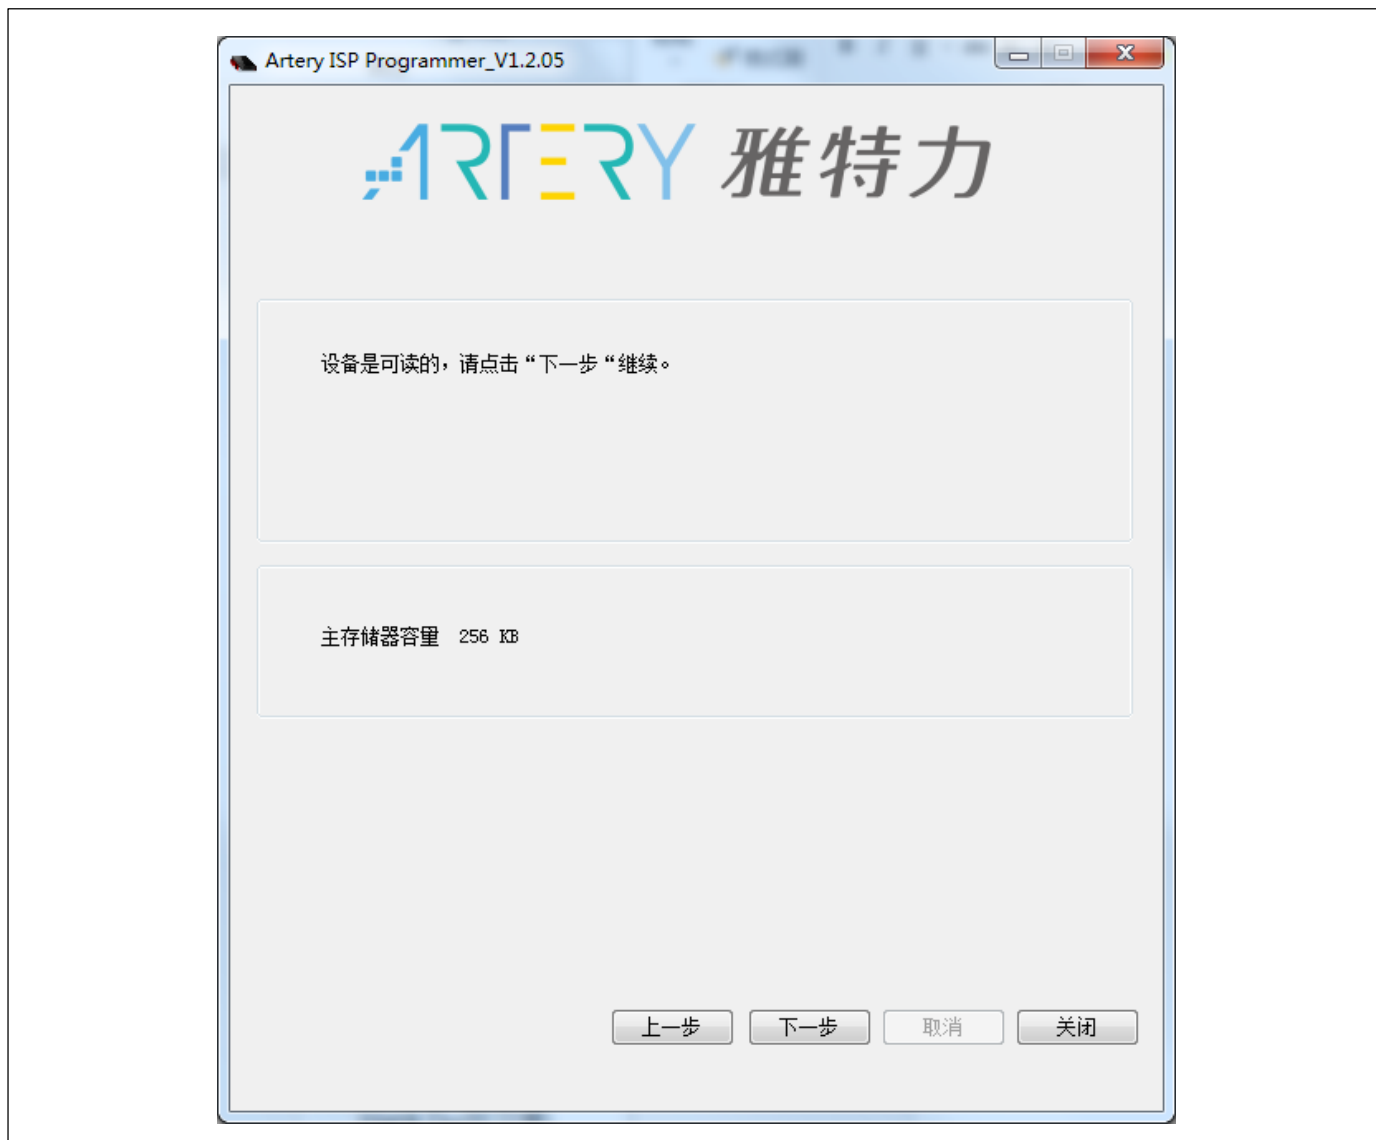 Artery ISP Programmer_V1.2.05
ARTERY 雅特力
设备是可读的，请点击“下一步“继续。
主存储器容量 256 KB
上一步 下一步 取消 关闭